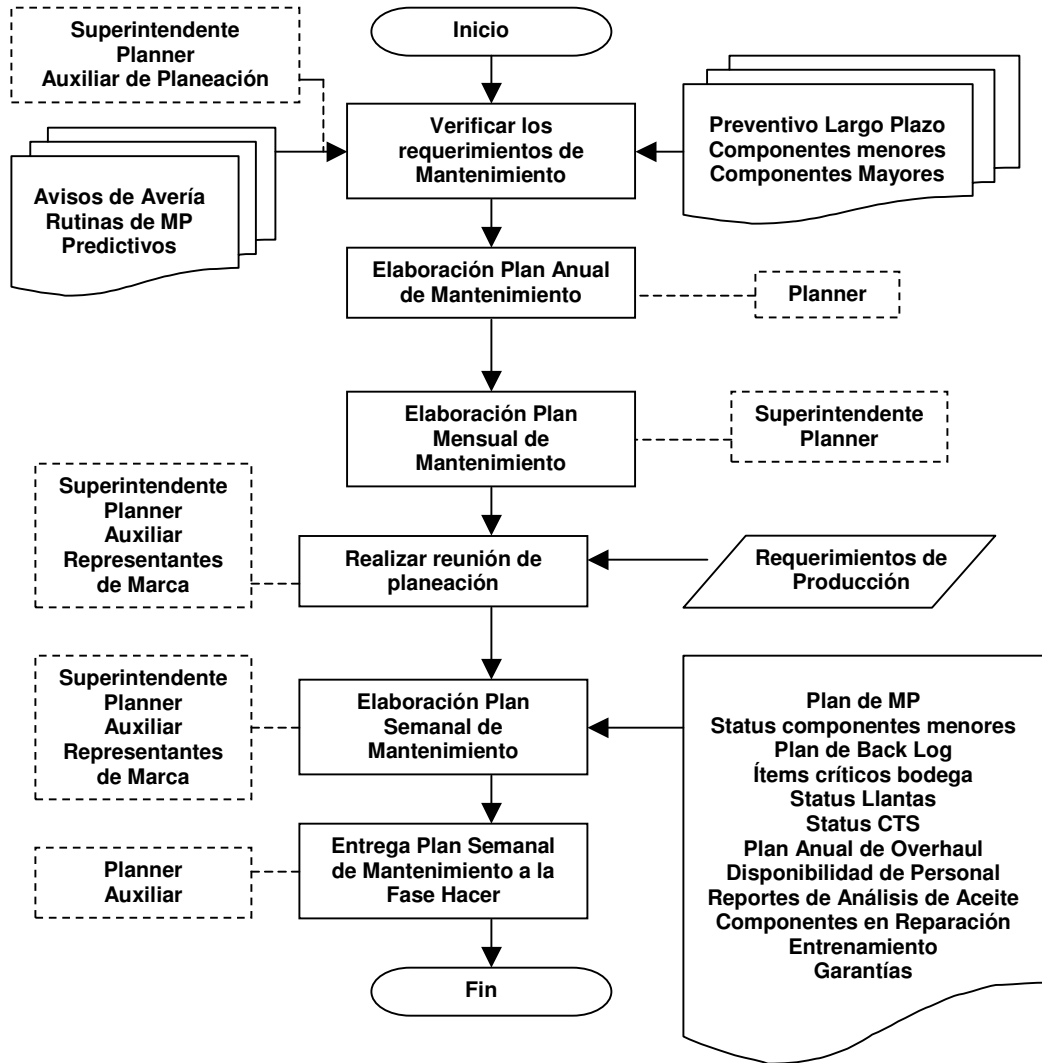 Superintendente
Planner
Auxiliar de Planeación
Inicio
Verificar los
requerimientos de
Mantenimiento
Preventivo Largo Plazo
Componentes menores
Componentes Mayores
Avisos de Avería
Rutinas de MP
Predictivos
Elaboración Plan Anual
de Mantenimiento
Planner
Elaboración Plan
Mensual de
Mantenimiento
Superintendente
Planner
Superintendente
Planner
Auxiliar
Representantes
de Marca
Realizar reunión de
planeación
Requerimientos de
Producción
Superintendente
Planner
Auxiliar
Representantes
de Marca
Elaboración Plan
Semanal de
Mantenimiento
Plan de MP
Status componentes menores
Plan de Back Log
Ítems críticos bodega
Status Llantas
Status CTS
Plan Anual de Overhaul
Disponibilidad de Personal
Reportes de Análisis de Aceite
Componentes en Reparación
Entrenamiento
Garantías
Planner
Auxiliar
Entrega Plan Semanal
de Mantenimiento a la
Fase Hacer
Fin